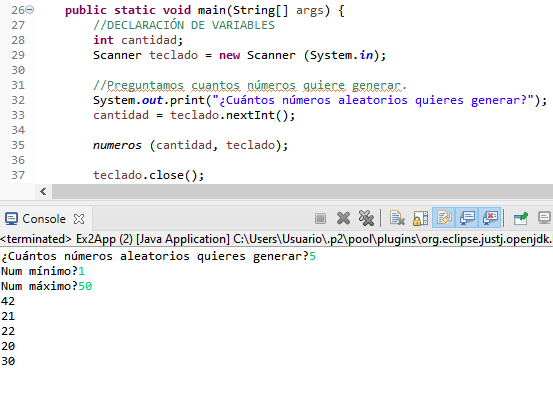 26 public static void main(String[] args) {
27 //DECLARACIÓN DE VARIABLES
28 int cantidad;
29 Scanner teclado = new Scanner (System.in);
30
31 //Preguntamos cuantos números quiere generar.
32 System.out.print("¿Cuántos números aleatorios quieres generar?");
33 cantidad = teclado.nextInt();
34
35 numeros (cantidad, teclado);
36
37 teclado.close();
Console
<terminated> Ex2App (2) [Java Application] C:\Users\Usuario\.p2\pool\plugins\org.eclipse.justj.openjdk.
¿Cuántos números aleatorios quieres generar?5
Num mínimo?1
Num máximo?50
42
21
22
20
30